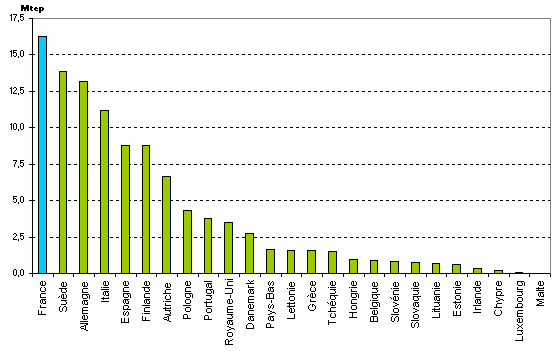 Mtep
17,5
15,0
12,5
10,0
7,5
5,0
2,5
0,0
France
Suède
Allemagne
Italie
Espagne
Finlande
Autriche
Pologne
Portugal
Royaume-Uni
Danemark
Pays-Bas
Lettonie
Grèce
Tchéquie
Hongrie
Belgique
Slovénie
Slovaquie
Lituanie
Estonie
Irlande
Chypre
Luxembourg
Malte